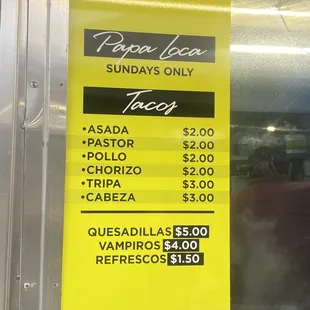 Papa Loca
SUNDAYS ONLY
Tacos
•ASADA $2.00
•PASTOR $2.00
•POLLO $2.00
•CHORIZO $2.00
•TRIPA $3.00
•CABEZA $3.00
QUESADILLAS $5.00
VAMPIROS $4.00
REFRESCOS $1.50